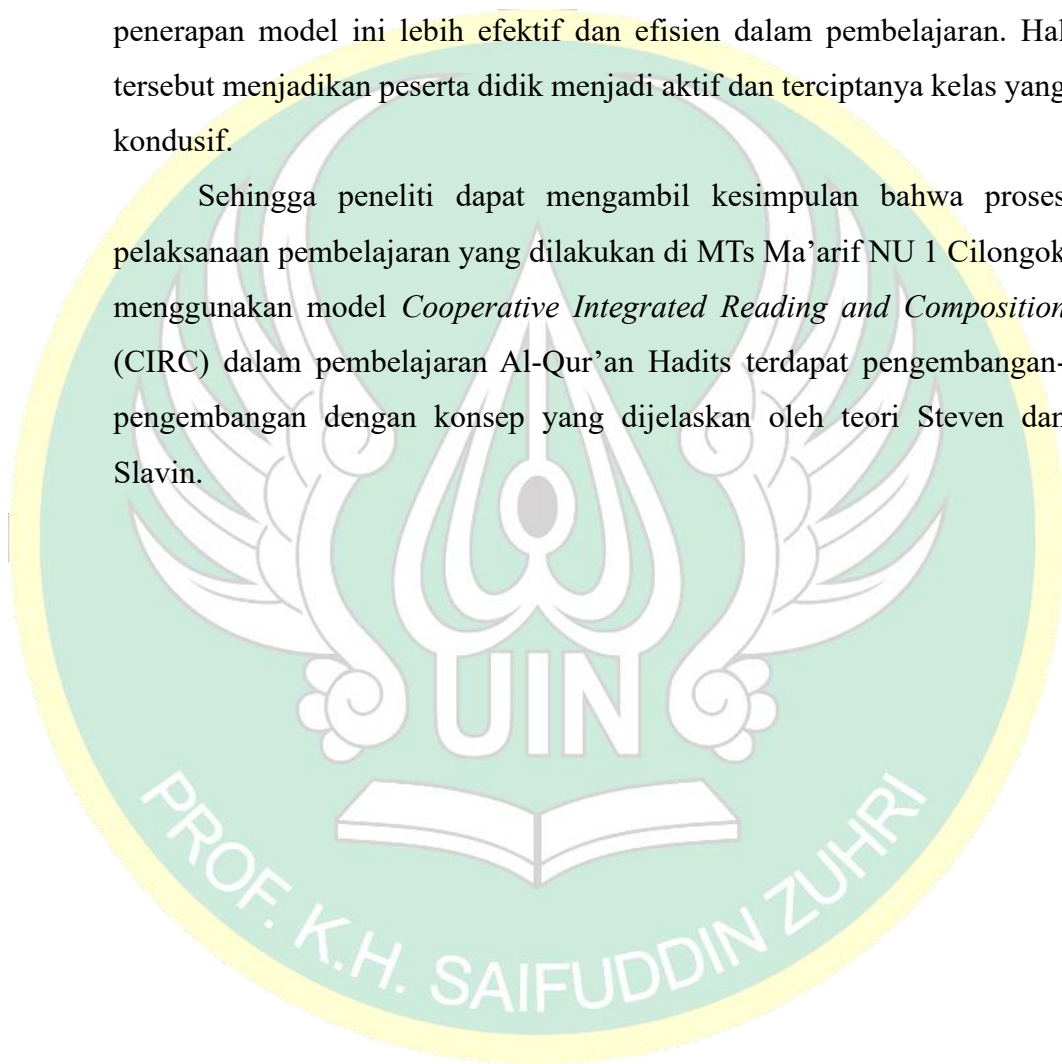 penerapan model ini lebih efektif dan efisien dalam pembelajaran. Hal
tersebut menjadikan peserta didik menjadi aktif dan terciptanya kelas yang
kondusif.
Sehingga peneliti dapat mengambil kesimpulan bahwa proses
pelaksanaan pembelajaran yang dilakukan di MTs Ma’arif NU 1 Cilongok
menggunakan model Cooperative Integrated Reading and Composition
(CIRC) dalam pembelajaran Al-Qur’an Hadits terdapat pengembangan-
pengembangan dengan konsep yang dijelaskan oleh teori Steven dan
Slavin.
UIN
PROF. K.H. SAIFUDDIN ZUHRI